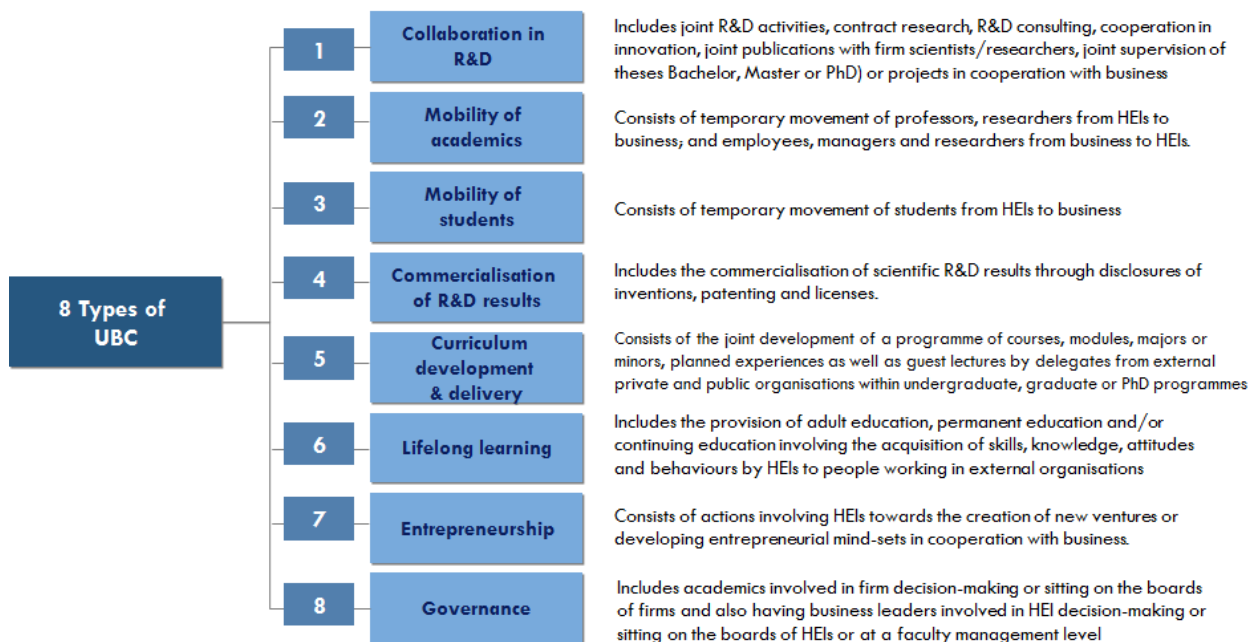 8 Types of
UBC
1
Collaboration in
R&D
Includes joint R&D activities, contract research, R&D consulting, cooperation in
innovation, joint publications with firm scientists/researchers, joint supervision of
theses Bachelor, Master or PhD) or projects in cooperation with business
2
Mobility of
academics
Consists of temporary movement of professors, researchers from HEIs to
business; and employees, managers and researchers from business to HEIs.
3
Mobility of
students
Consists of temporary movement of students from HEIs to business
4
Commercialisation
of R&D results
Includes the commercialisation of scientific R&D results through disclosures of
inventions, patenting and licenses.
5
Curriculum
development
& delivery
Consists of the joint development of a programme of courses, modules, majors or
minors, planned experiences as well as guest lectures by delegates from external
private and public organisations within undergraduate, graduate or PhD programmes
6
Lifelong learning
Includes the provision of adult education, permanent education and/or
continuing education involving the acquisition of skills, knowledge, attitudes
and behaviours by HEIs to people working in external organisations
7
Entrepreneurship
Consists of actions involving HEIs towards the creation of new ventures or
developing entrepreneurial mind-sets in cooperation with business.
8
Governance
Includes academics involved in firm decision-making or sitting on the boards
of firms and also having business leaders involved in HEI decision-making or
sitting on the boards of HEIs or at a faculty management level